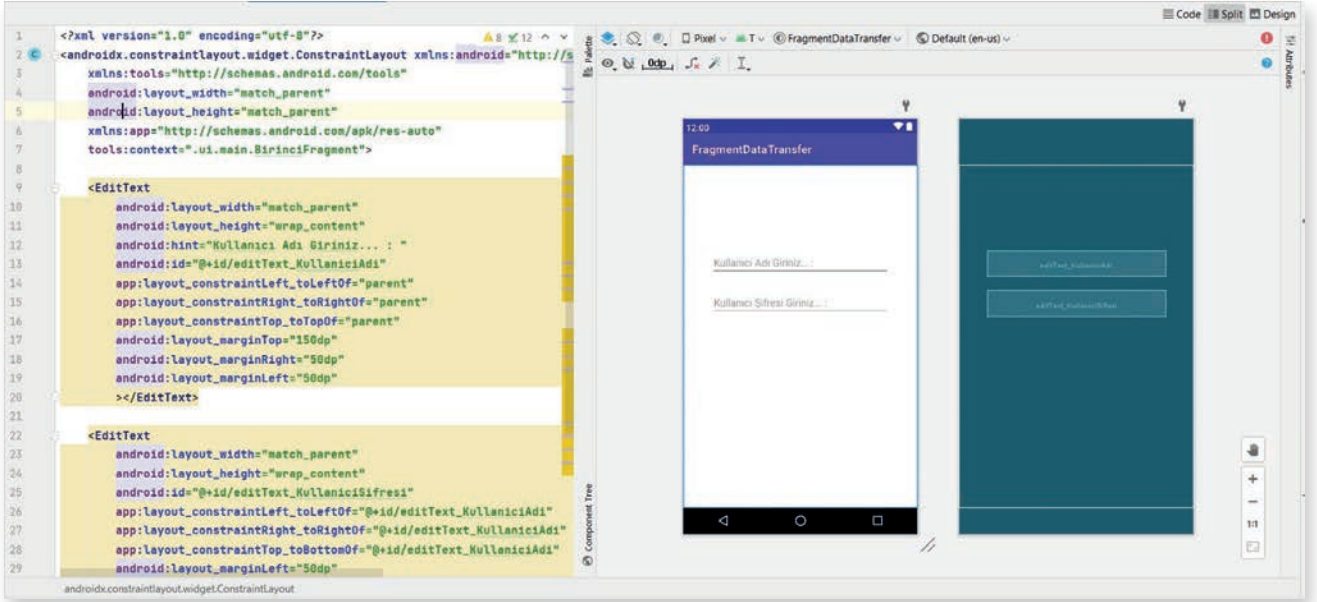 Code Split Design
8 12
Palette
Pixel T FragmentDataTransfer Default (en-us)
0dp
Attributes
1 <?xml version="1.0" encoding="utf-8"?>
2 <androidx.constraintlayout.widget.ConstraintLayout xmlns:android="http://s
3 xmlns:tools="http://schemas.android.com/tools"
4 android:layout_width="match_parent"
5 android:layout_height="match_parent"
6 xmlns:app="http://schemas.android.com/apk/res-auto"
7 tools:context=".ui.main.BirinciFragment">
8
9 <EditText
10 android:layout_width="match_parent"
11 android:layout_height="wrap_content"
12 android:hint="Kullanıcı Adı Giriniz... : "
13 android:id="@+id/editText_KullaniciAdi"
14 app:layout_constraintLeft_toLeftOf="parent"
15 app:layout_constraintRight_toRightOf="parent"
16 app:layout_constraintTop_toTopOf="parent"
17 android:layout_marginTop="150dp"
18 android:layout_marginRight="50dp"
19 android:layout_marginLeft="50dp"
20 ></EditText>
21
22 <EditText
23 android:layout_width="match_parent"
24 android:layout_height="wrap_content"
25 android:id="@+id/editText_KullaniciSifresi"
26 app:layout_constraintLeft_toLeftOf="@+id/editText_KullaniciAdi"
27 app:layout_constraintRight_toRightOf="@+id/editText_KullaniciAdi"
28 app:layout_constraintTop_toBottomOf="@+id/editText_KullaniciAdi"
29 android:layout_marginLeft="50dp"
androidx.constraintlayout.widget.ConstraintLayout
Component Tree
12:00
FragmentDataTransfer
Kullanıcı Adı Giriniz... :
Kullanıcı Şifresi Giriniz... :
editText_KullaniciAdi
editText_KullaniciSifresi
1:1